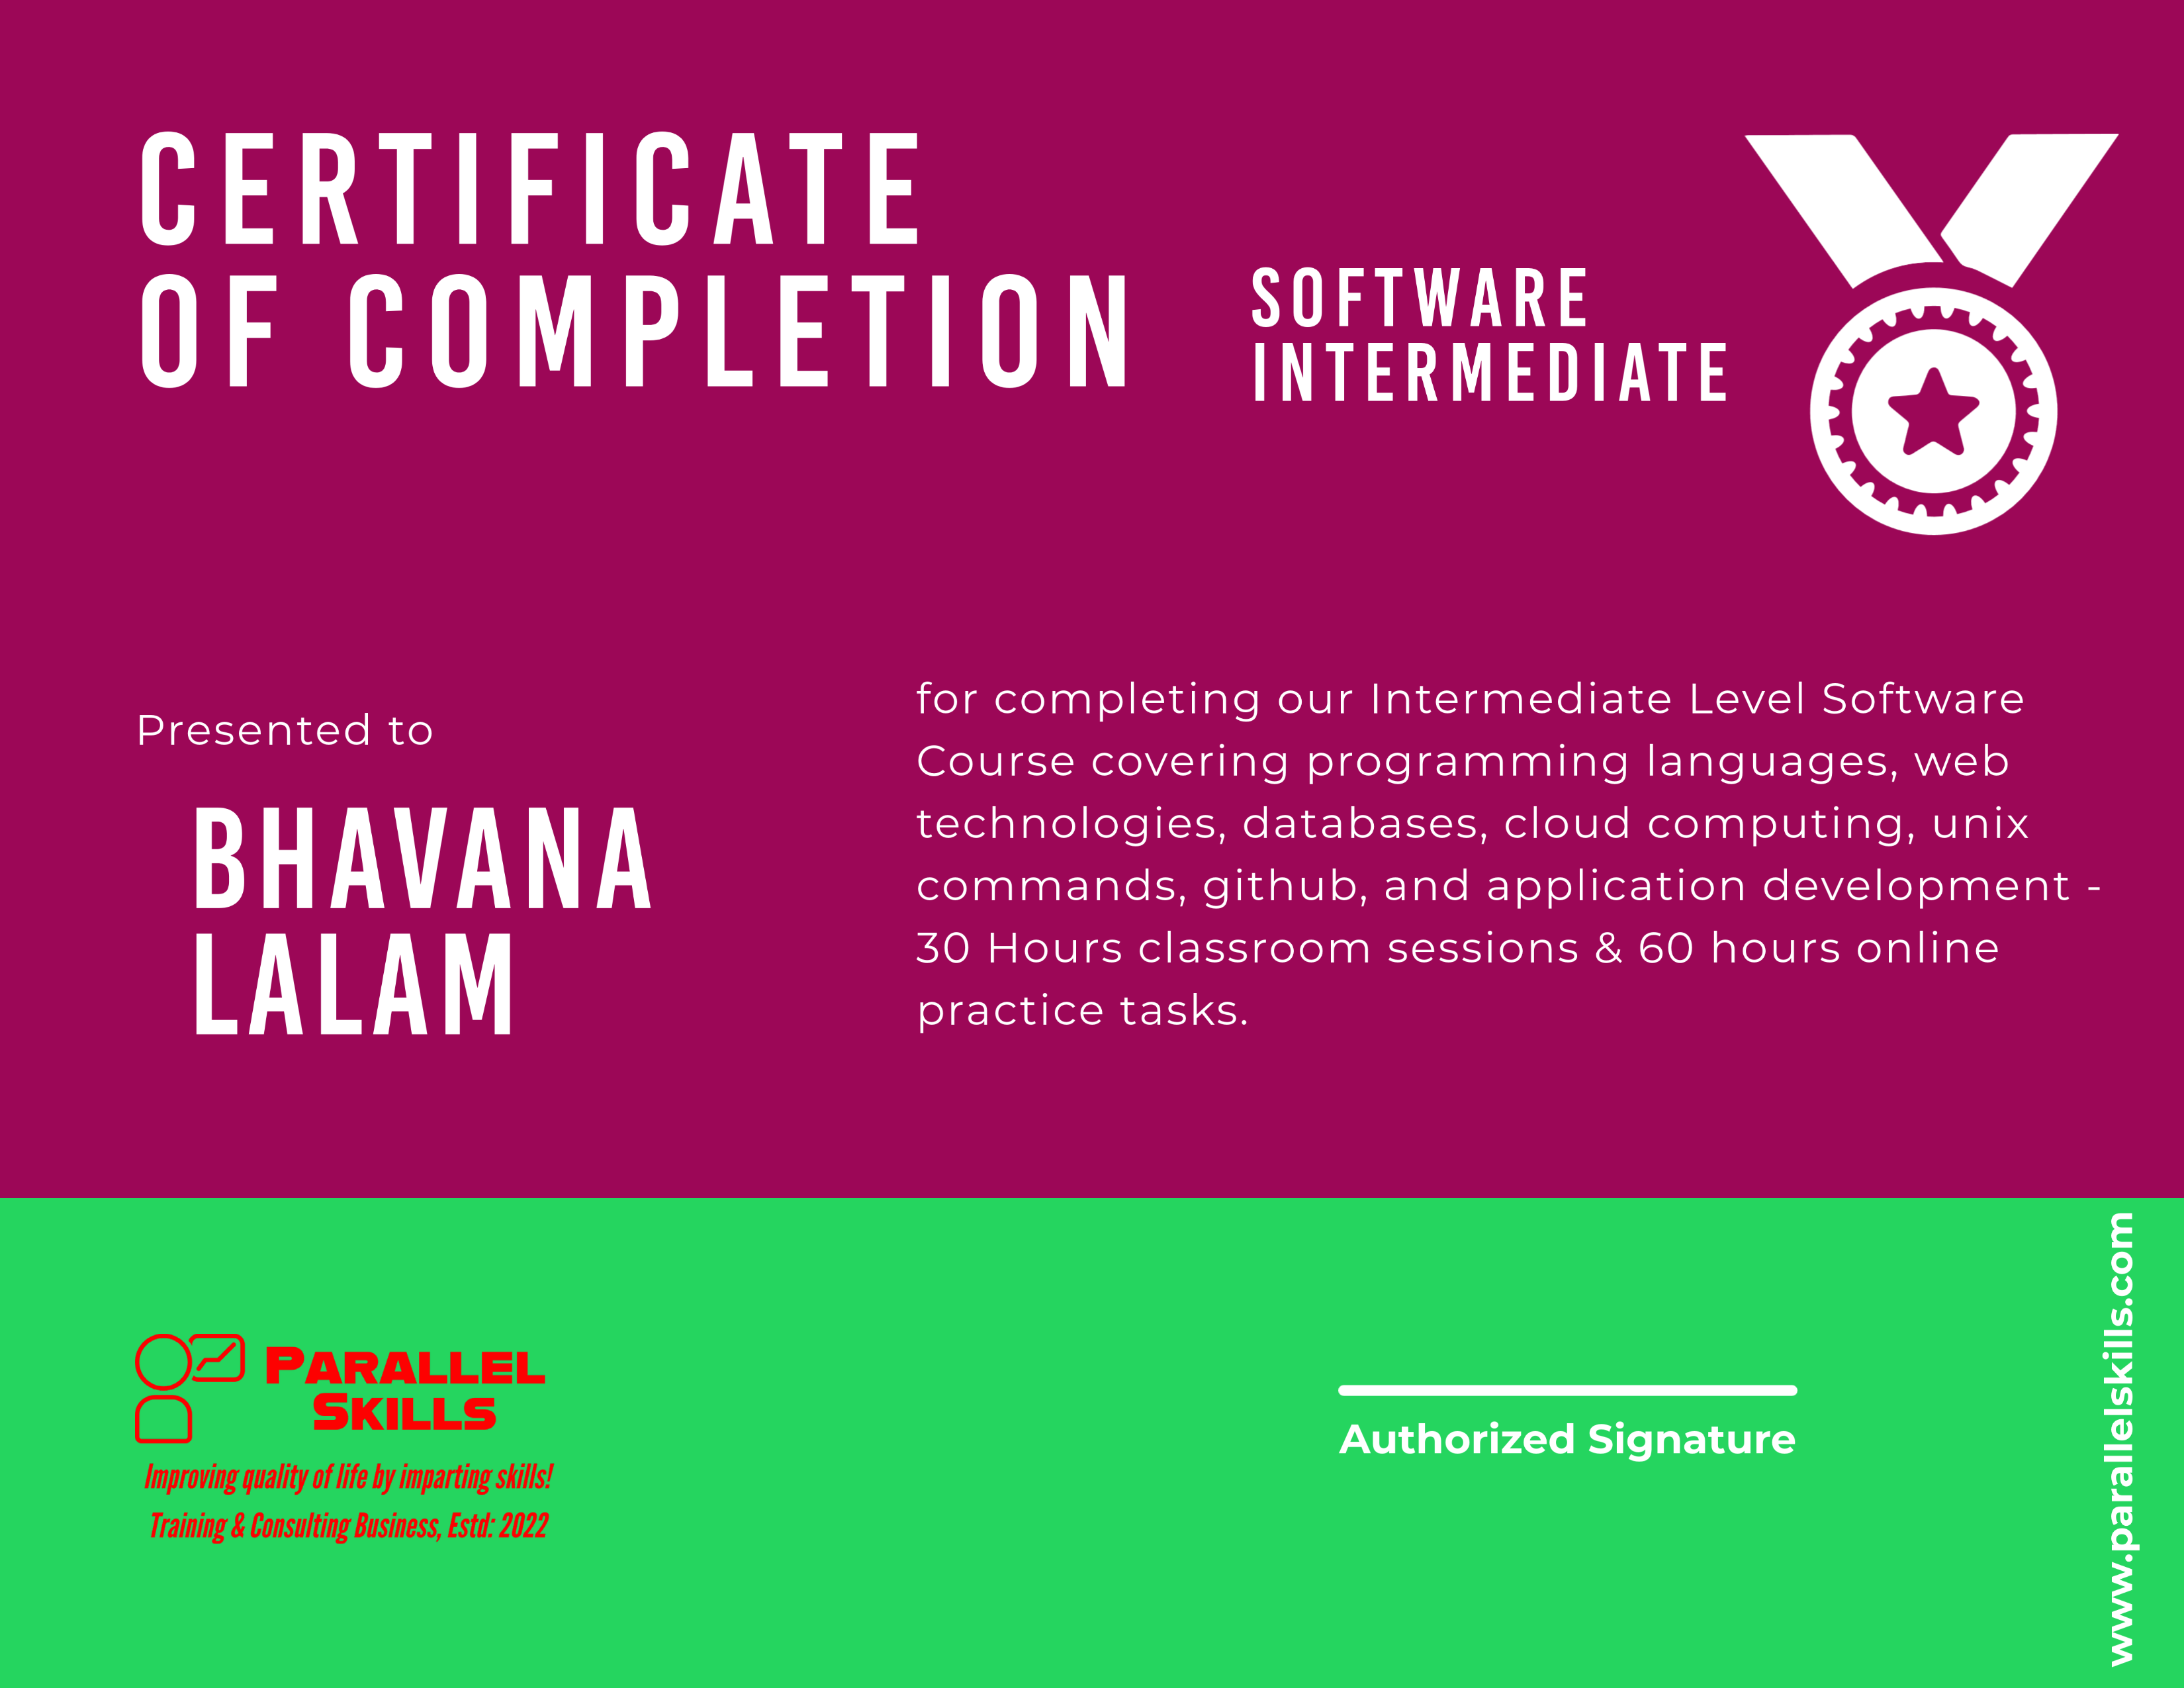 CERTIFICATE
OF COMPLETION
SOFTWARE
INTERMEDIATE
Presented to
BHAVANA
LALAM
for completing our Intermediate Level Software
Course covering programming languages, web
technologies, databases, cloud computing, unix
commands, github, and application development -
30 Hours classroom sessions & 60 hours online
practice tasks.
PARALLEL
SKILLS
Improving quality of life by imparting skills!
Training & Consulting Business, Estd: 2022
Authorized Signature
www.parallelskills.com